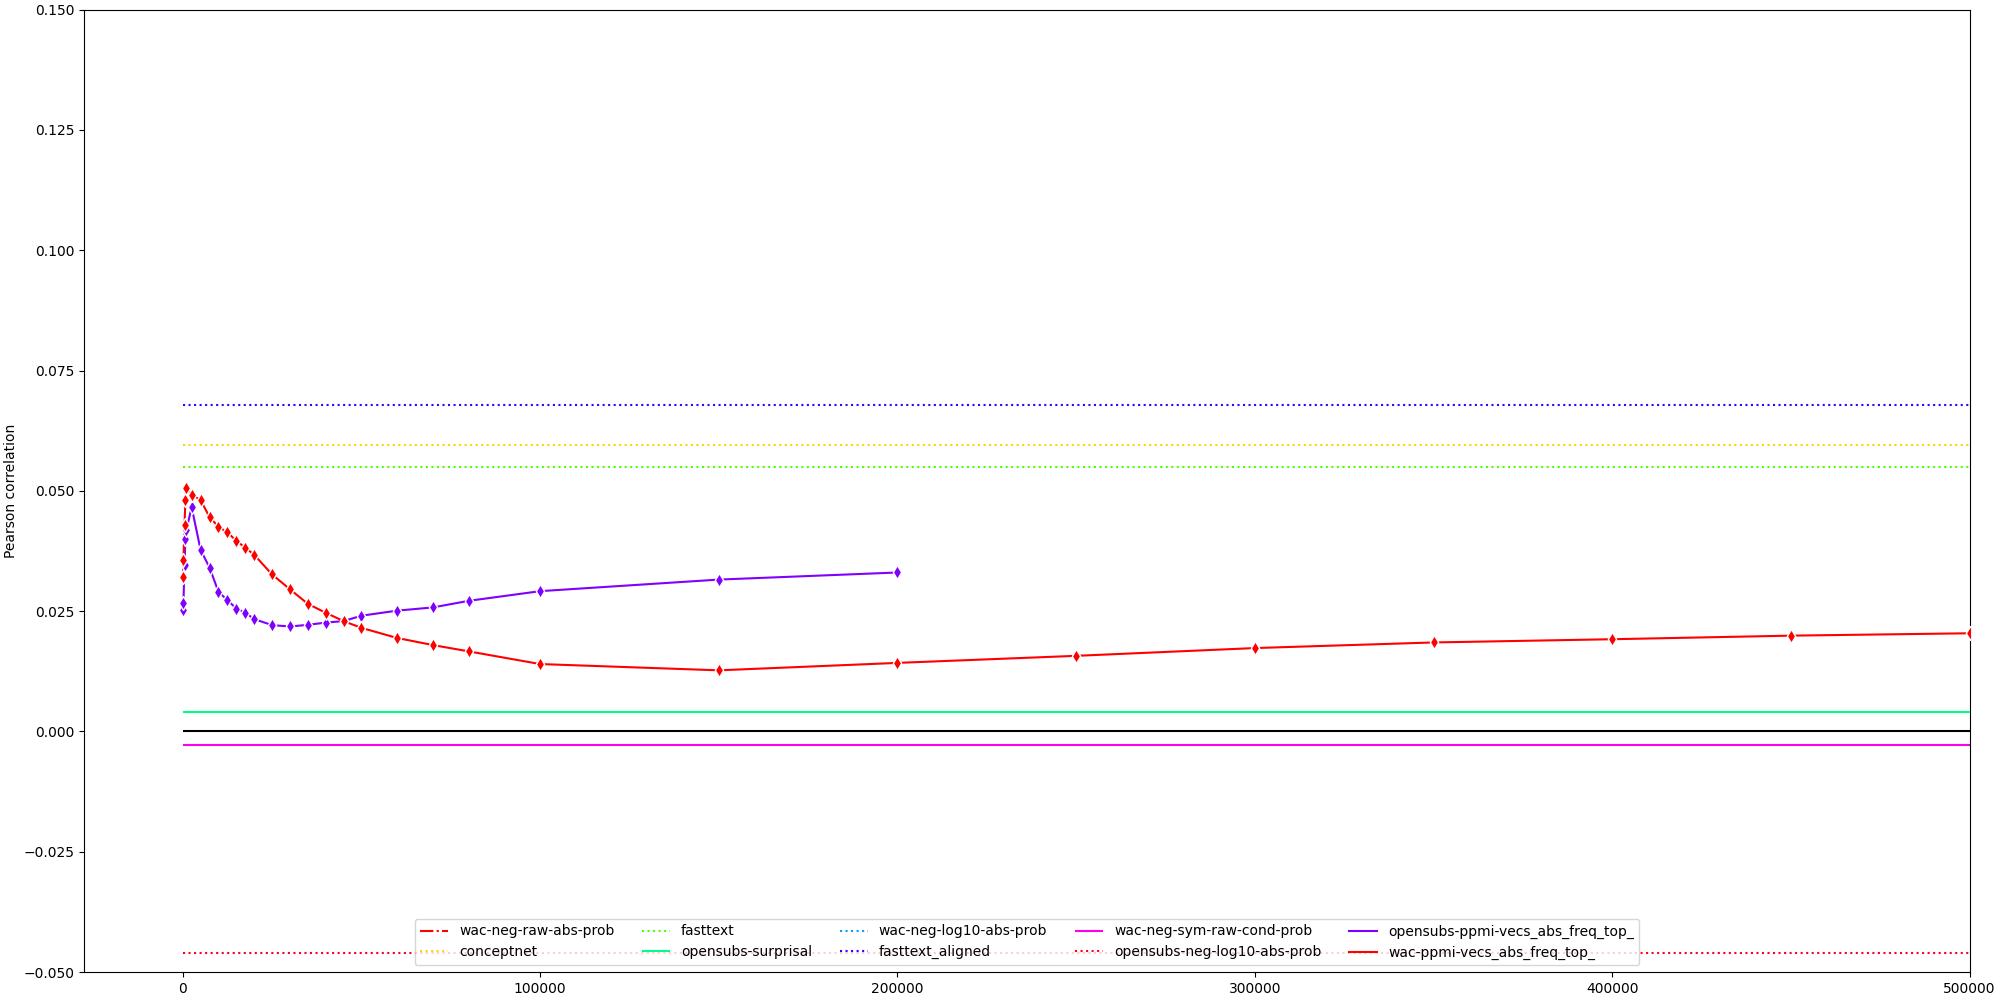 0.150
0.125
0.100
0.075
0.050
0.025
0.000
−0.025
−0.050
Pearson correlation
wac-neg-raw-abs-prob
conceptnet
fasttext
opensubs-surprisal
wac-neg-log10-abs-prob
fasttext_aligned
wac-neg-sym-raw-cond-prob
opensubs-neg-log10-abs-prob
opensubs-ppmi-vecs_abs_freq_top_
wac-ppmi-vecs_abs_freq_top_
0
100000
200000
300000
400000
500000